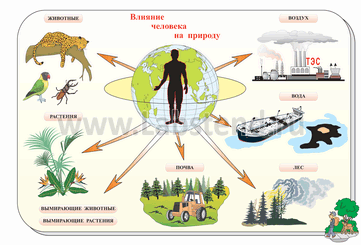 Влияние
человека
на природу
ЖИВОТНЫЕ
ВОЗДУХ
ТЭС
ВОДА
РАСТЕНИЯ
ПОЧВА
ЛЕС
ВЫМИРАЮЩИЕ ЖИВОТНЫЕ
ВЫМИРАЮЩИЕ РАСТЕНИЯ